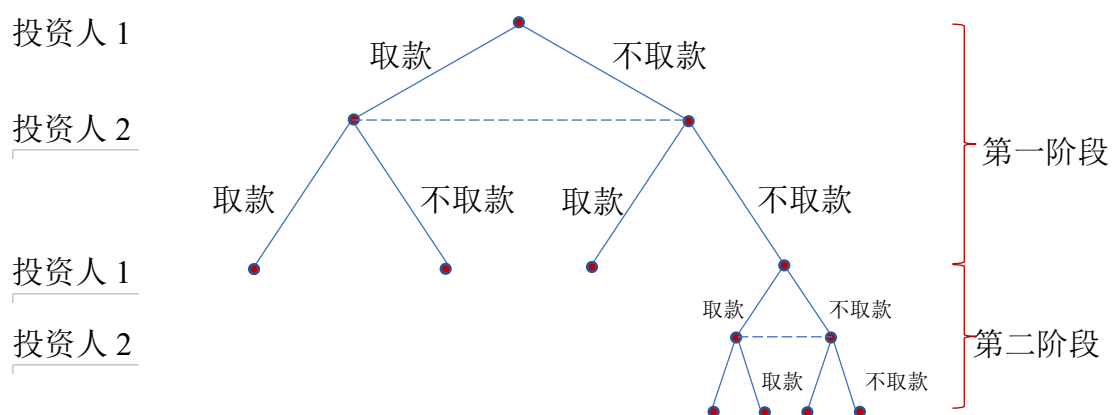 投资人 1
取款
不取款
投资人 2
第一阶段
取款
不取款
取款
不取款
投资人 1
取款
不取款
投资人 2
第二阶段
取款
不取款